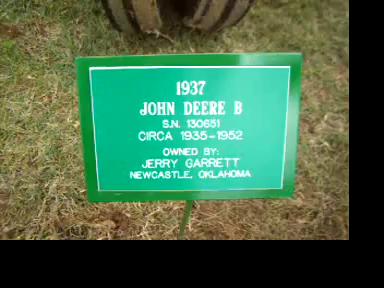 1937
JOHN DEERE B
S.N. 130651
CIRCA 1935-1952
OWNED BY:
JERRY GARRETT
NEWCASTLE, OKLAHOMA